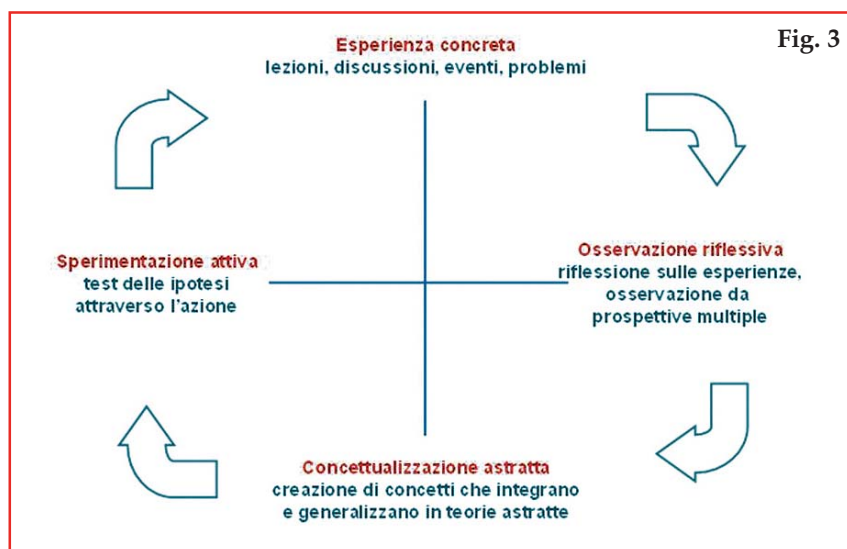 Fig. 3
Esperienza concreta
lezioni, discussioni, eventi, problemi
Sperimentazione attiva
test delle ipotesi
attraverso l'azione
Osservazione riflessiva
riflessione sulle esperienze,
osservazione da
prospettive multiple
Concettualizzazione astratta
creazione di concetti che integrano
e generalizzano in teorie astratte